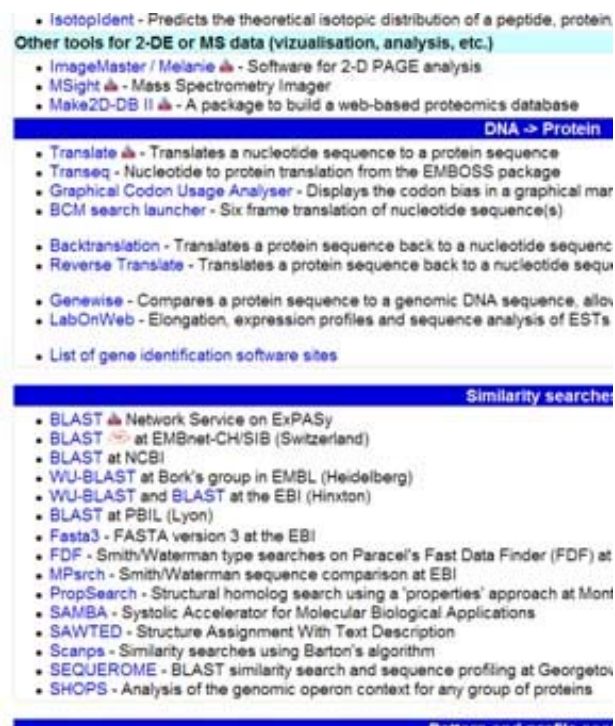 • IsotopIdent - Predicts the theoretical isotopic distribution of a peptide, protein,
Other tools for 2-DE or MS data (vizualisation, analysis, etc.)
• ImageMaster / Melanie - Software for 2-D PAGE analysis
• MSight - Mass Spectrometry Imager
• Make2D-DB II - A package to build a web-based proteomics database
DNA -> Protein
• Translate - Translates a nucleotide sequence to a protein sequence
• Transeq - Nucleotide to protein translation from the EMBOSS package
• Graphical Codon Usage Analyser - Displays the codon bias in a graphical man
• BCM search launcher - Six frame translation of nucleotide sequence(s)
• Backtranslation - Translates a protein sequence back to a nucleotide sequenc
• Reverse Translate - Translates a protein sequence back to a nucleotide seque
• Genewise - Compares a protein sequence to a genomic DNA sequence, allov
• LabOnWeb - Elongation, expression profiles and sequence analysis of ESTs
• List of gene identification software sites
Similarity searches
• BLAST Network Service on ExPASy
• BLAST at EMBnet-CH/SIB (Switzerland)
• BLAST at NCBI
• WU-BLAST at Bork's group in EMBL (Heidelberg)
• WU-BLAST and BLAST at the EBI (Hinxton)
• BLAST at PBIL (Lyon)
• Fasta3 - FASTA version 3 at the EBI
• FDF - Smith/Waterman type searches on Paracel's Fast Data Finder (FDF) at
• MPsrch - Smith/Waterman sequence comparison at EBI
• PropSearch - Structural homolog search using a 'properties' approach at Mont
• SAMBA - Systolic Accelerator for Molecular Biological Applications
• SAWTED - Structure Assignment With Text Description
• Scanps - Similarity searches using Barton's algorithm
• SEQUEROME - BLAST similarity search and sequence profiling at Georgetov
• SHOPS - Analysis of the genomic operon context for any group of proteins